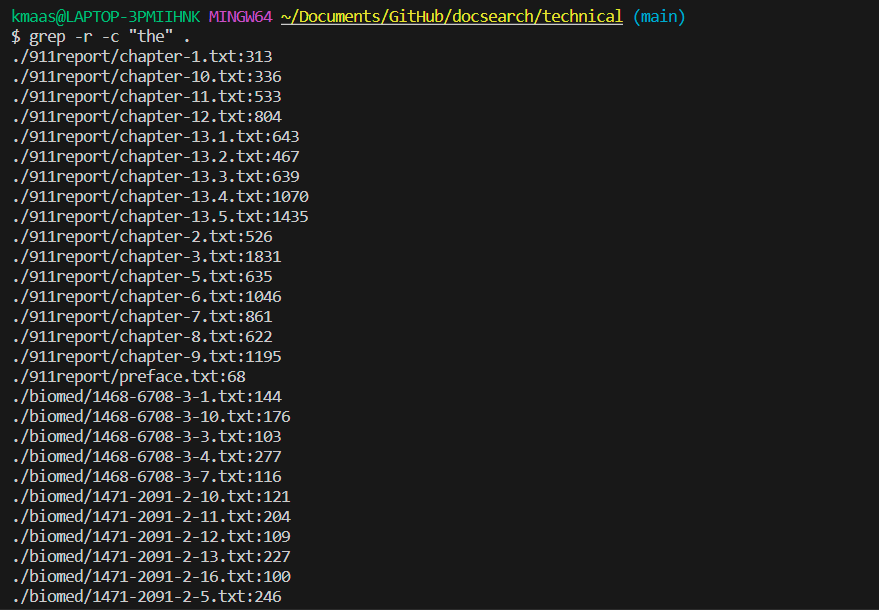 kmaas@LAPTOP-3PMIIHNK MINGW64 ~/Documents/GitHub/docsearch/technical (main)
$ grep -r -c "the" .
./911report/chapter-1.txt:313
./911report/chapter-10.txt:336
./911report/chapter-11.txt:533
./911report/chapter-12.txt:804
./911report/chapter-13.1.txt:643
./911report/chapter-13.2.txt:467
./911report/chapter-13.3.txt:639
./911report/chapter-13.4.txt:1070
./911report/chapter-13.5.txt:1435
./911report/chapter-2.txt:526
./911report/chapter-3.txt:1831
./911report/chapter-5.txt:635
./911report/chapter-6.txt:1046
./911report/chapter-7.txt:861
./911report/chapter-8.txt:622
./911report/chapter-9.txt:1195
./911report/preface.txt:68
./biomed/1468-6708-3-1.txt:144
./biomed/1468-6708-3-10.txt:176
./biomed/1468-6708-3-3.txt:103
./biomed/1468-6708-3-4.txt:277
./biomed/1468-6708-3-7.txt:116
./biomed/1471-2091-2-10.txt:121
./biomed/1471-2091-2-11.txt:204
./biomed/1471-2091-2-12.txt:109
./biomed/1471-2091-2-13.txt:227
./biomed/1471-2091-2-16.txt:100
./biomed/1471-2091-2-5.txt:246